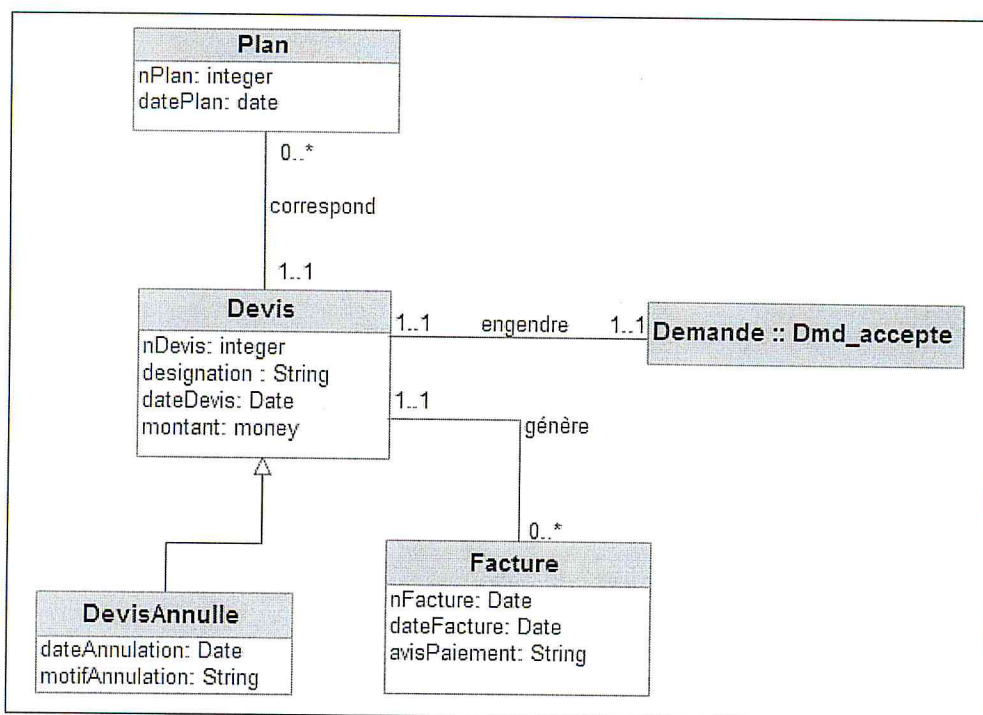 Plan
nPlan: integer
datePlan: date
0..*
correspond
1..1
Devis
nDevis: integer
designation : String
dateDevis: Date
montant: money
1..1
engendre
1..1
Demande :: Dmd_accepte
1..1
génère
0..*
Facture
nFacture: Date
dateFacture: Date
avisPaiement: String
DevisAnnulle
dateAnnulation: Date
motifAnnulation: String